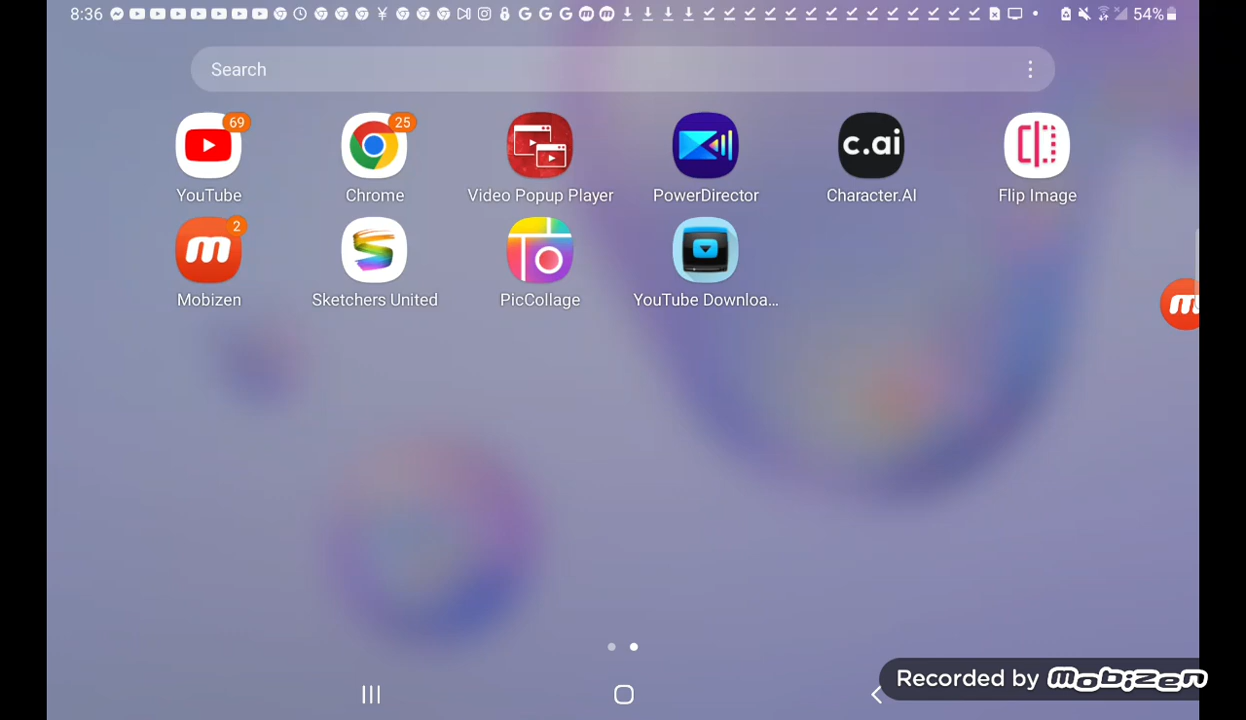 8:36 54%
Search
69 25 c.ai
YouTube Chrome Video Popup Player PowerDirector Character.AI Flip Image
2
Mobizen Sketchers United PicCollage YouTube Downloa...
Recorded by mobizen